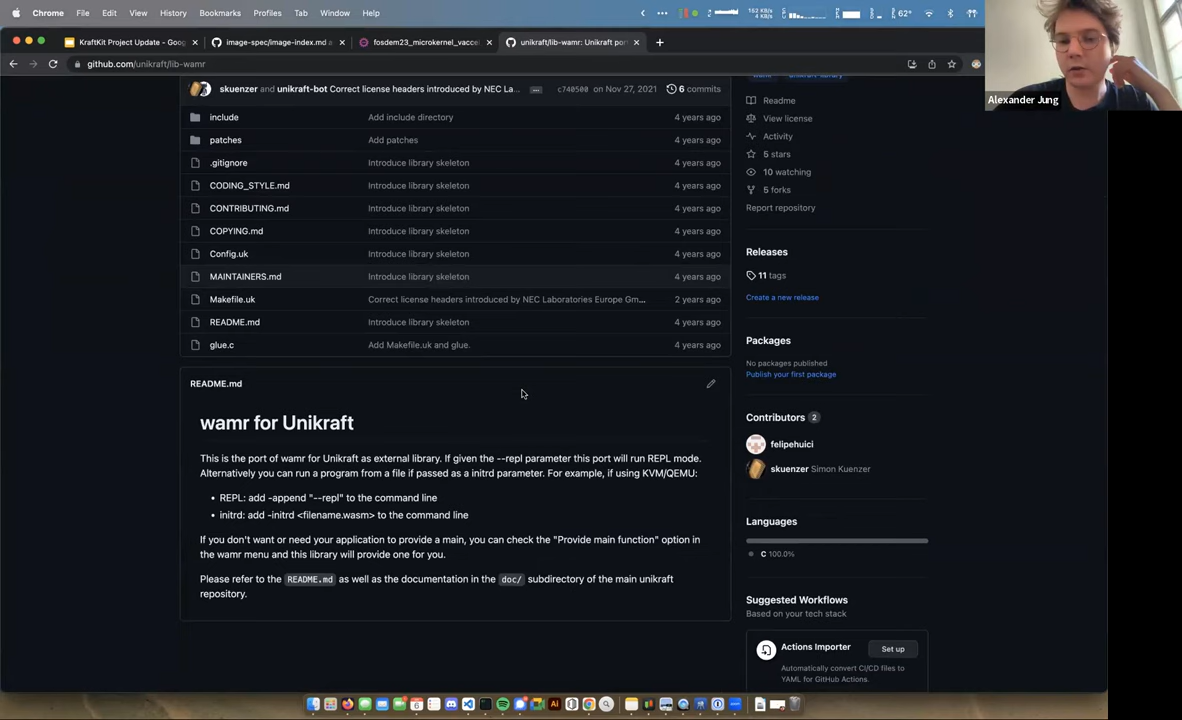 Chrome File Edit View History Bookmarks Profiles Tab Window Help
162 KB/s
4 KB/s
62°
KraftKit Project Update - Goog
image-spec/image-index.md a
fosdem23_microkernel_vaccel
unikraft/lib-wamr: Unikraft por
github.com/unikraft/lib-wamr
Alexander Jung
skuenzer and unikraft-bot Correct license headers introduced by NEC La... c740500 on Nov 27, 2021 6 commits
include Add include directory 4 years ago
patches Add patches 4 years ago
.gitignore Introduce library skeleton 4 years ago
CODING_STYLE.md Introduce library skeleton 4 years ago
CONTRIBUTING.md Introduce library skeleton 4 years ago
COPYING.md Introduce library skeleton 4 years ago
Config.uk Introduce library skeleton 4 years ago
MAINTAINERS.md Introduce library skeleton 4 years ago
Makefile.uk Correct license headers introduced by NEC Laboratories Europe Gm... 2 years ago
README.md Introduce library skeleton 4 years ago
glue.c Add Makefile.uk and glue. 4 years ago
README.md
wamr for Unikraft
This is the port of wamr for Unikraft as external library. If given the --repl parameter this port will run REPL mode.
Alternatively you can run a program from a file if passed as a initrd parameter. For example, if using KVM/QEMU:
• REPL: add -append "--repl" to the command line
• initrd: add -initrd <filename.wasm> to the command line
If you don't want or need your application to provide a main, you can check the "Provide main function" option in
the wamr menu and this library will provide one for you.
Please refer to the README.md as well as the documentation in the doc/ subdirectory of the main unikraft
repository.
Readme
View license
Activity
5 stars
10 watching
5 forks
Report repository
Releases
11 tags
Create a new release
Packages
No packages published
Publish your first package
Contributors 2
felipehuici
skuenzer Simon Kuenzer
Languages
C 100.0%
Suggested Workflows
Based on your tech stack
Actions Importer
Set up
Automatically convert CI/CD files to
YAML for GitHub Actions.